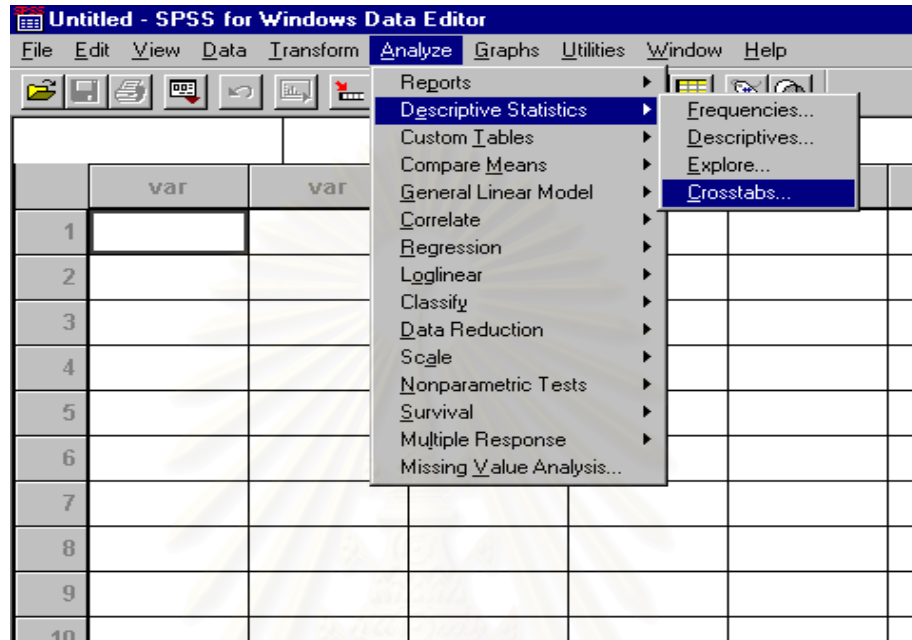 Untitled - SPSS for Windows Data Editor
File Edit View Data Transform Analyze Graphs Utilities Window Help
Reports
Descriptive Statistics
Custom Tables
Compare Means
General Linear Model
Correlate
Regression
Loglinear
Classify
Data Reduction
Scale
Nonparametric Tests
Survival
Multiple Response
Missing Value Analysis...
Frequencies...
Descriptives...
Explore...
Crosstabs...
var var
1
2
3
4
5
6
7
8
9
10